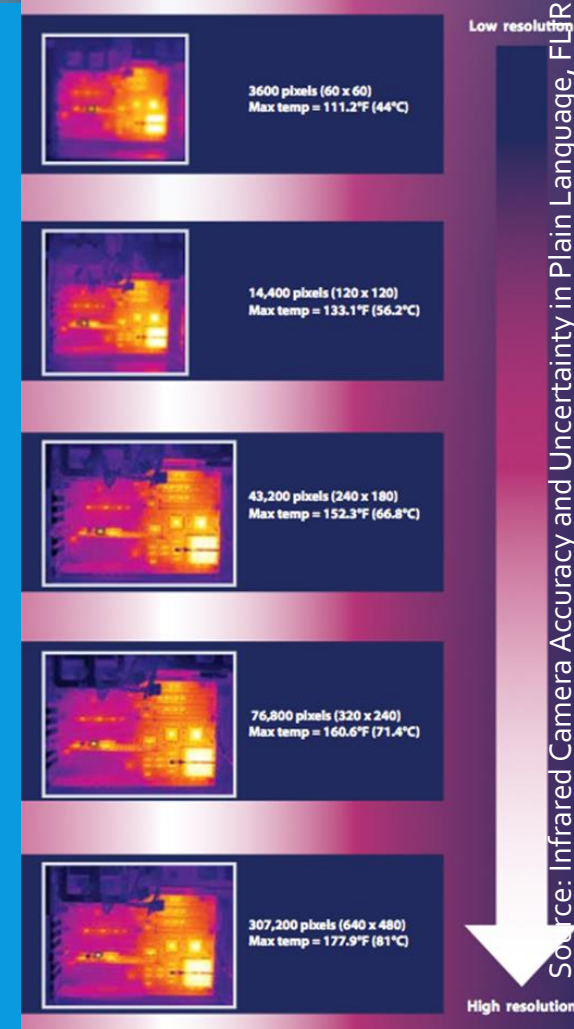 Low resolution
3600 pixels (60 x 60)
Max temp = 111.2°F (44°C)
14,400 pixels (120 x 120)
Max temp = 133.1°F (56.2°C)
43,200 pixels (240 x 180)
Max temp = 152.3°F (66.8°C)
76,800 pixels (320 x 240)
Max temp = 160.6°F (71.4°C)
307,200 pixels (640 x 480)
Max temp = 177.9°F (81°C)
High resolution
Source: Infrared Camera Accuracy and Uncertainty in Plain Language, FLIR